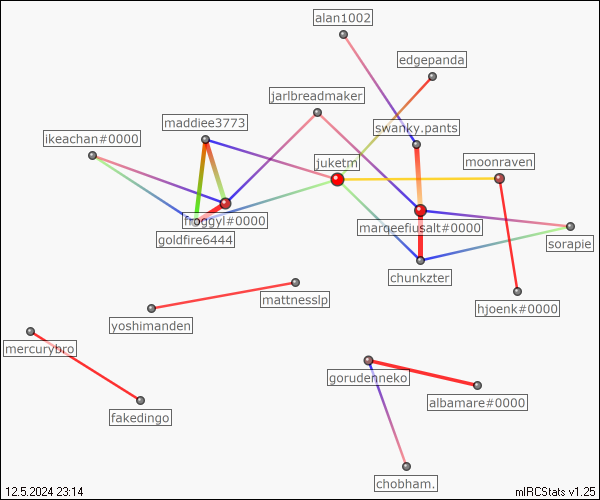 alan1002
edgepanda
jarlbreadmaker
maddiee3773
swanky.pants
ikeachan#0000
juketm
moonraven
froggyl#0000
marqeefiusalt#0000
goldfire6444
sorapie
chunkzter
mattnesslp
hjoenk#0000
yoshimanden
mercurybro
gorudenneko
albamare#0000
fakedingo
chobham.
12.5.2024 23:14
mIRCStats v1.25